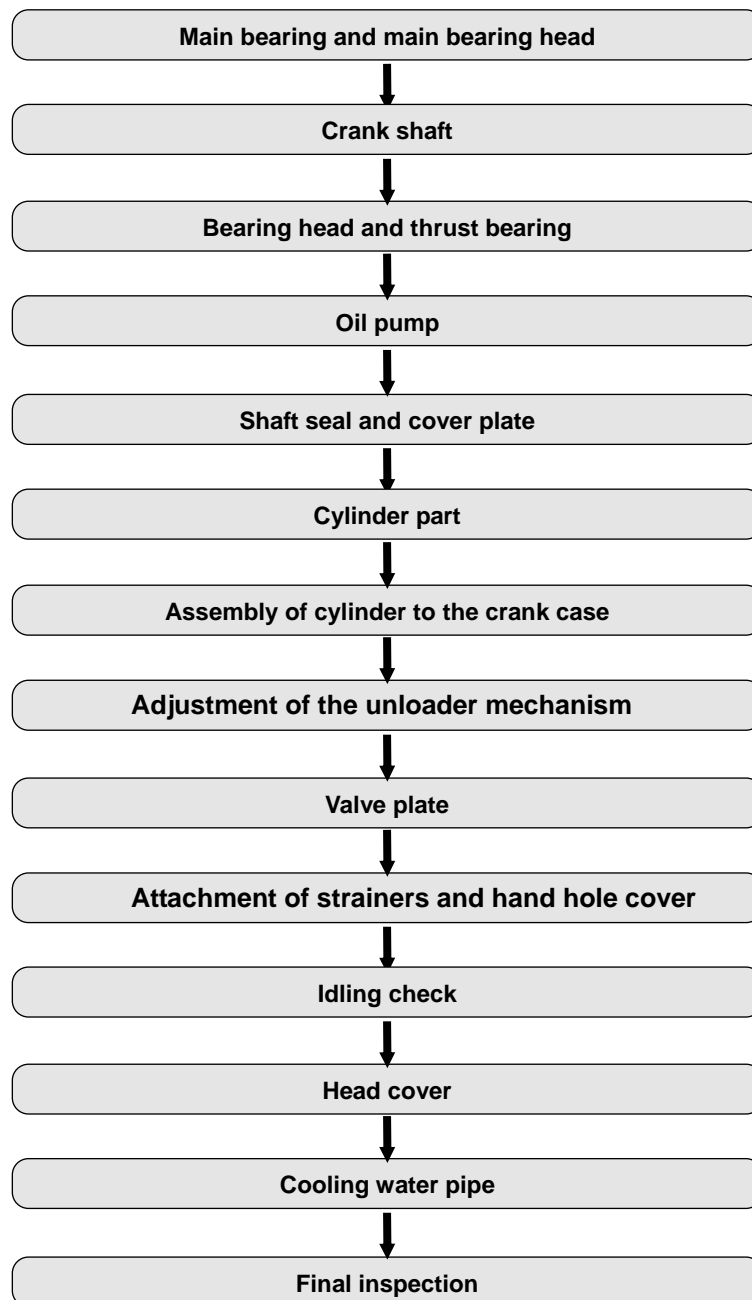 Main bearing and main bearing head
Crank shaft
Bearing head and thrust bearing
Oil pump
Shaft seal and cover plate
Cylinder part
Assembly of cylinder to the crank case
Adjustment of the unloader mechanism
Valve plate
Attachment of strainers and hand hole cover
Idling check
Head cover
Cooling water pipe
Final inspection